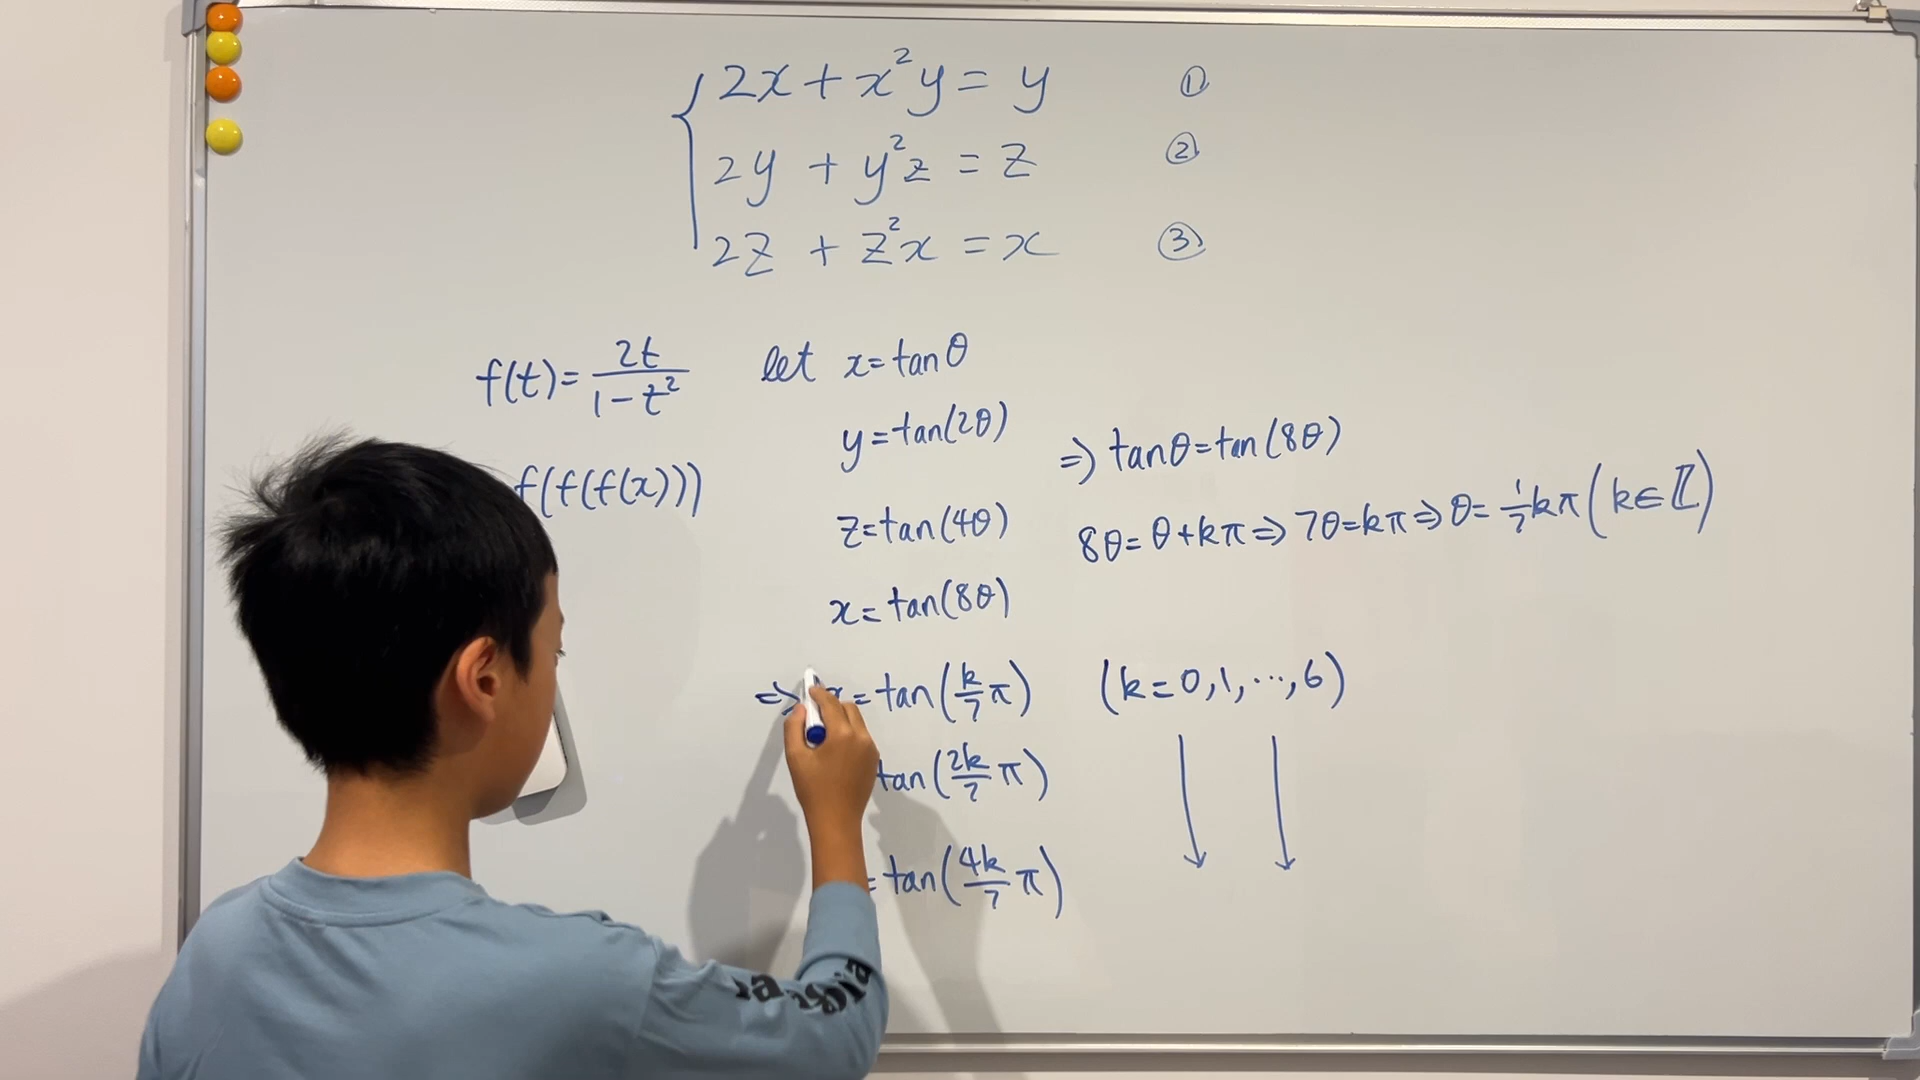 2x + x²y = y ①
2y + y²z = z ②
2z + z²x = x ③
f(t) = 2t / (1 - t²) let x = tanθ
y = tan(2θ)
⇒ tanθ = tan(8θ)
f(f(f(x)))
z = tan(4θ)
8θ = θ + kπ ⇒ 7θ = kπ ⇒ θ = 1/7 kπ (k ∈ ℤ)
x = tan(8θ)
⇒ x = tan(k/7 π) (k = 0, 1, ..., 6)
tan(2k/7 π)
= tan(4k/7 π)